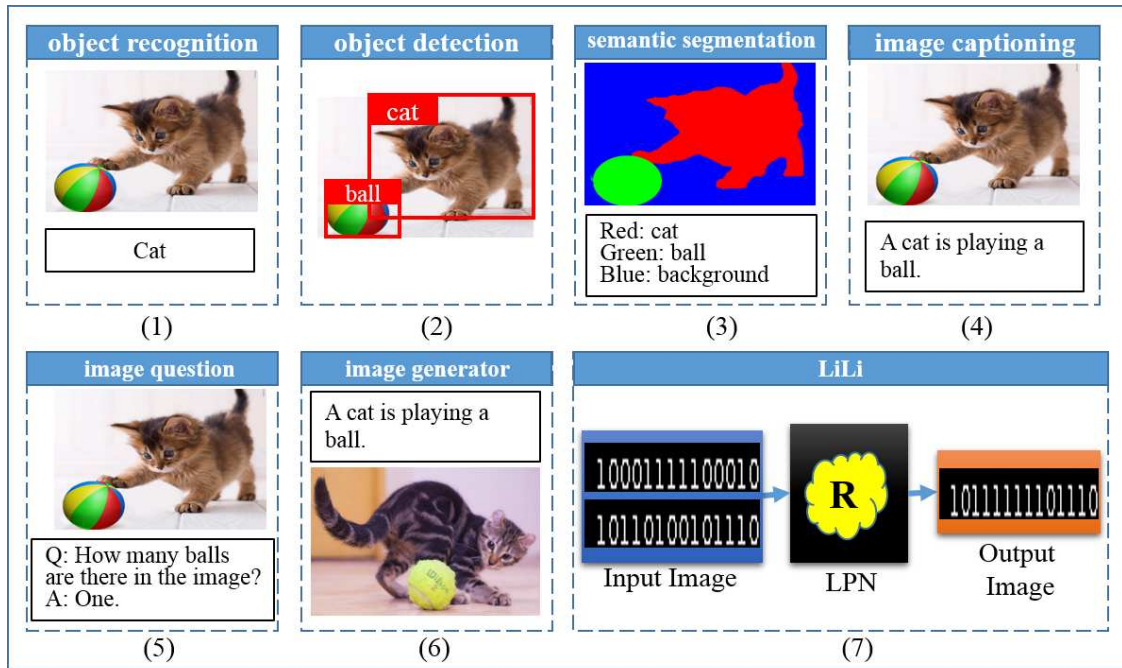 object recognition
Cat
(1)
object detection
cat
ball
(2)
semantic segmentation
Red: cat
Green: ball
Blue: background
(3)
image captioning
A cat is playing a
ball.
(4)
image question
Q: How many balls
are there in the image?
A: One.
(5)
image generator
A cat is playing a
ball.
(6)
LiLi
10001111100010
10110100101110
Input Image
R
LPN
10111111101110
Output
Image
(7)